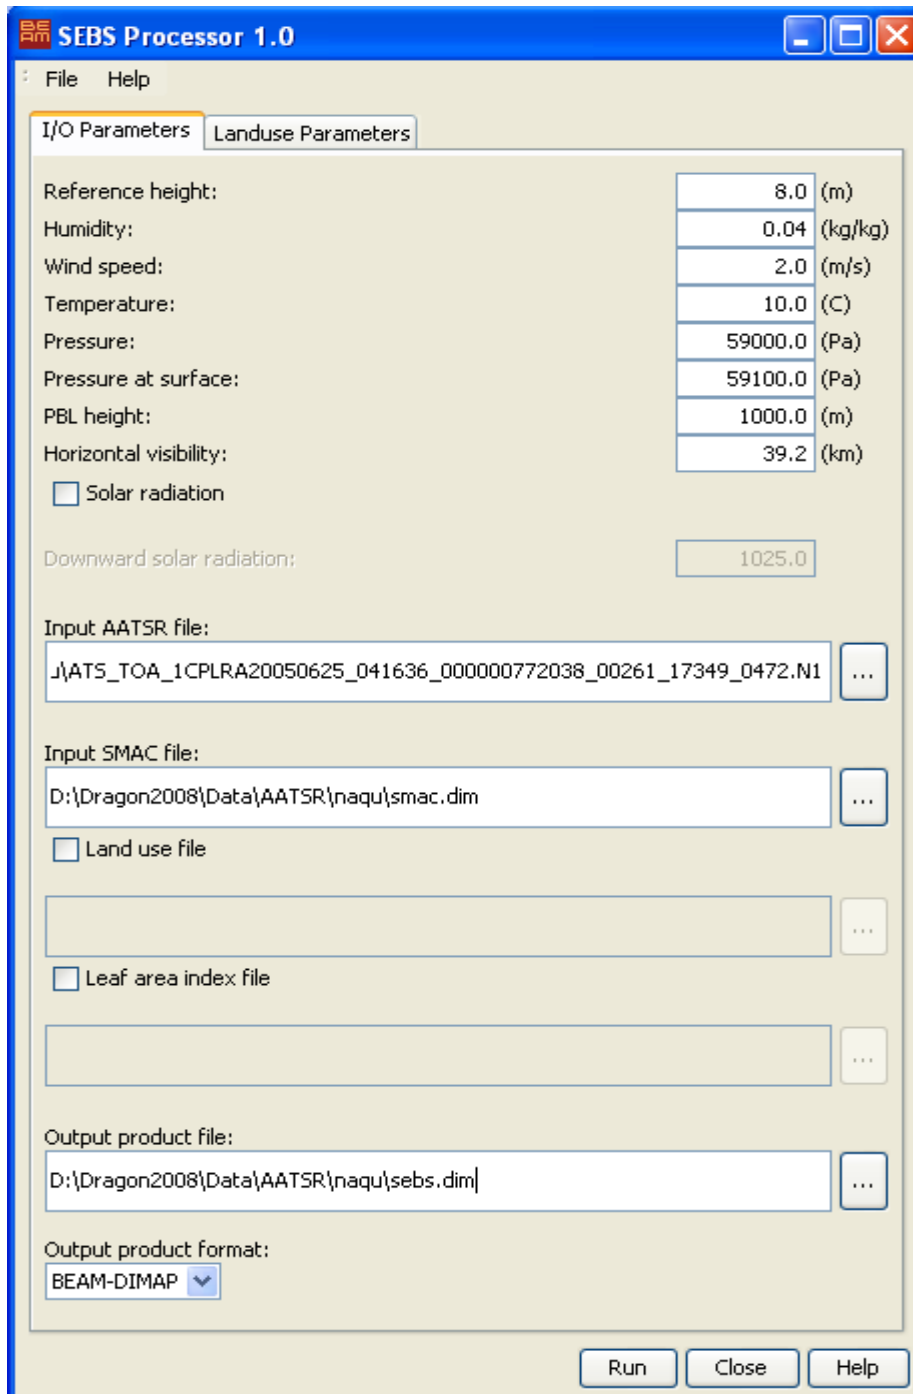 BEAM SEBS Processor 1.0
File Help
I/O Parameters Landuse Parameters
Reference height: 8.0 (m)
Humidity: 0.04 (kg/kg)
Wind speed: 2.0 (m/s)
Temperature: 10.0 (C)
Pressure: 59000.0 (Pa)
Pressure at surface: 59100.0 (Pa)
PBL height: 1000.0 (m)
Horizontal visibility: 39.2 (km)
Solar radiation
Downward solar radiation: 1025.0
Input AATSR file:
\ATS_TOA_1CPLRA20050625_041636_000000772038_00261_17349_0472.N1 ...
Input SMAC file:
D:\Dragon2008\Data\AATSR\naqu\smac.dim ...
Land use file
...
Leaf area index file
...
Output product file:
D:\Dragon2008\Data\AATSR\naqu\sebs.dim ...
Output product format:
BEAM-DIMAP
Run Close Help